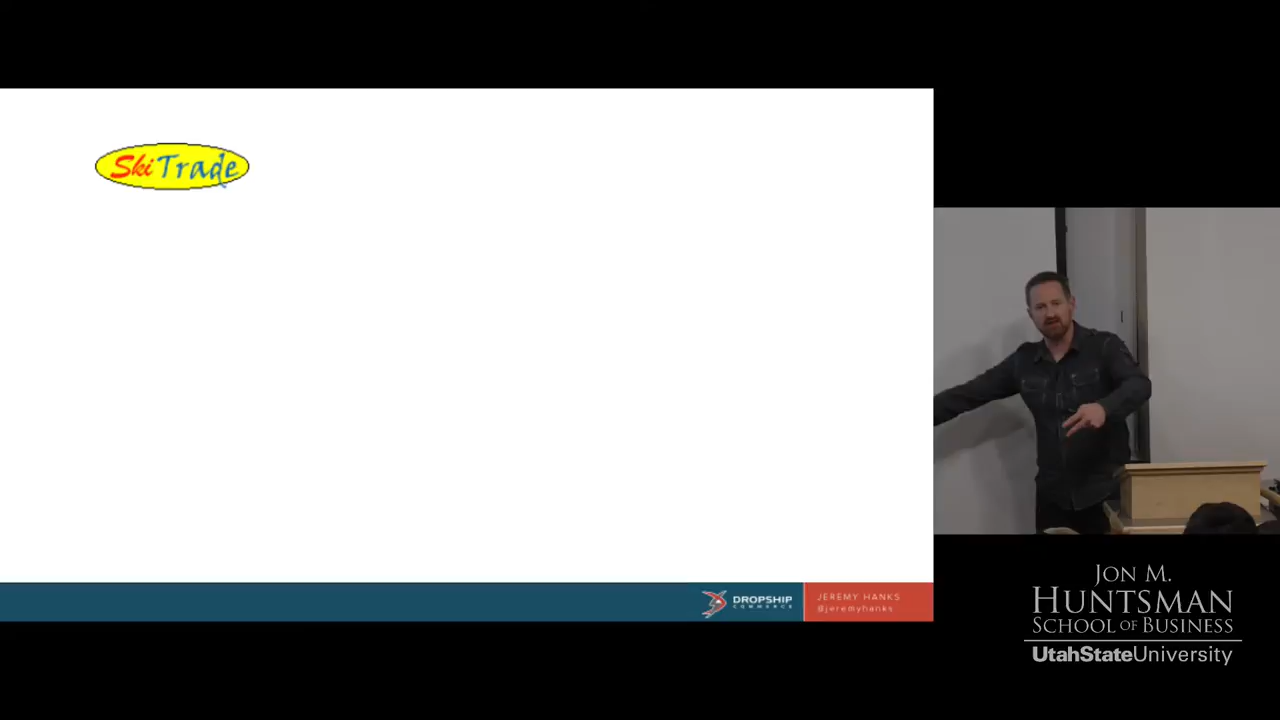 SkiTrade
DROPSHIP
COMMERCE
JEREMY HANKS
@jeremyhanks
JON M.
HUNTSMAN
SCHOOL OF BUSINESS
UtahStateUniversity